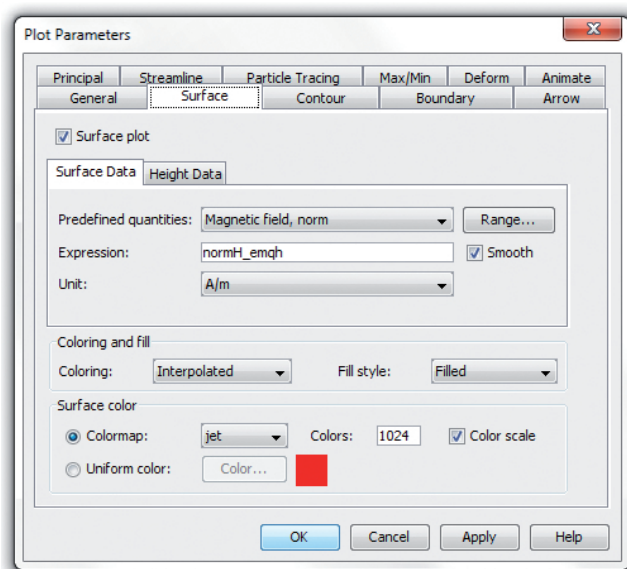 Plot Parameters
Principal Streamline Particle Tracing Max/Min Deform Animate
General Surface Contour Boundary Arrow
Surface plot
Surface Data Height Data
Predefined quantities: Magnetic field, norm Range...
Expression: normH_emqh Smooth
Unit: A/m
Coloring and fill
Coloring: Interpolated Fill style: Filled
Surface color
Colormap: jet Colors: 1024 Color scale
Uniform color: Color...
OK Cancel Apply Help